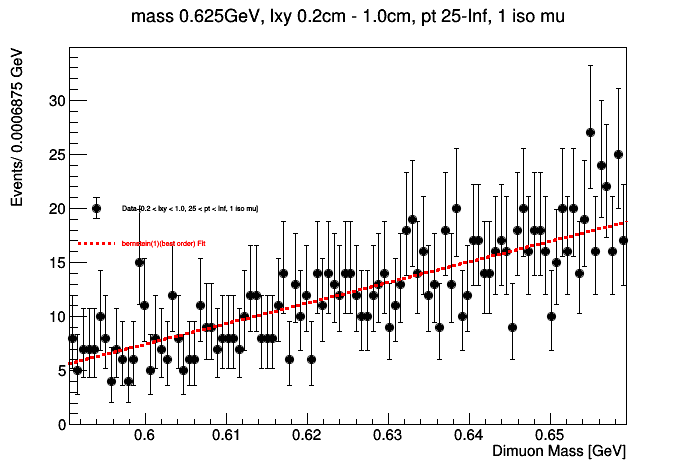 mass 0.625GeV, lxy 0.2cm - 1.0cm, pt 25-Inf, 1 iso mu
Events/ 0.0006875 GeV
30
25
20
15
10
5
0
Data [0.2 < lxy < 1.0, 25 < pt < Inf, 1 iso mu]
bernstein(1)(best order) Fit
0.6
0.61
0.62
0.63
0.64
0.65
Dimuon Mass [GeV]